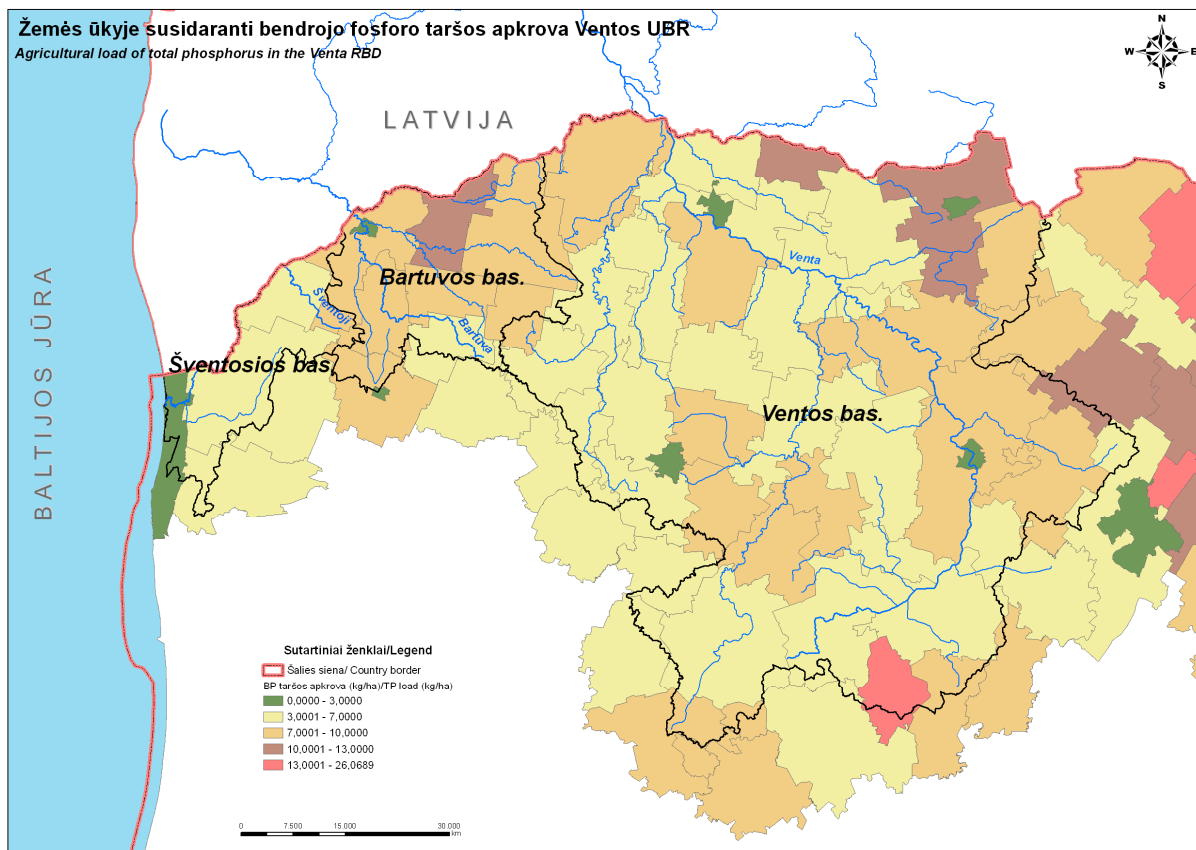 Žemės ūkyje susidaranti bendrojo fosforo taršos apkrova Ventos UBR
Agricultural load of total phosphorus in the Venta RBD
N
W
E
S
LATVIJA
BALTIJOS JŪRA
Venta
Bartuvos bas.
Šventoji
Bartuva
Šventosios bas.
Ventos bas.
Sutartiniai ženklai/Legend
Šalies siena/ Country border
BP taršos apkrova (kg/ha)/TP load (kg/ha)
0,0000 - 3,0000
3,0001 - 7,0000
7,0001 - 10,0000
10,0001 - 13,0000
13,0001 - 26,0689
0 7.500 15.000 30.000
km